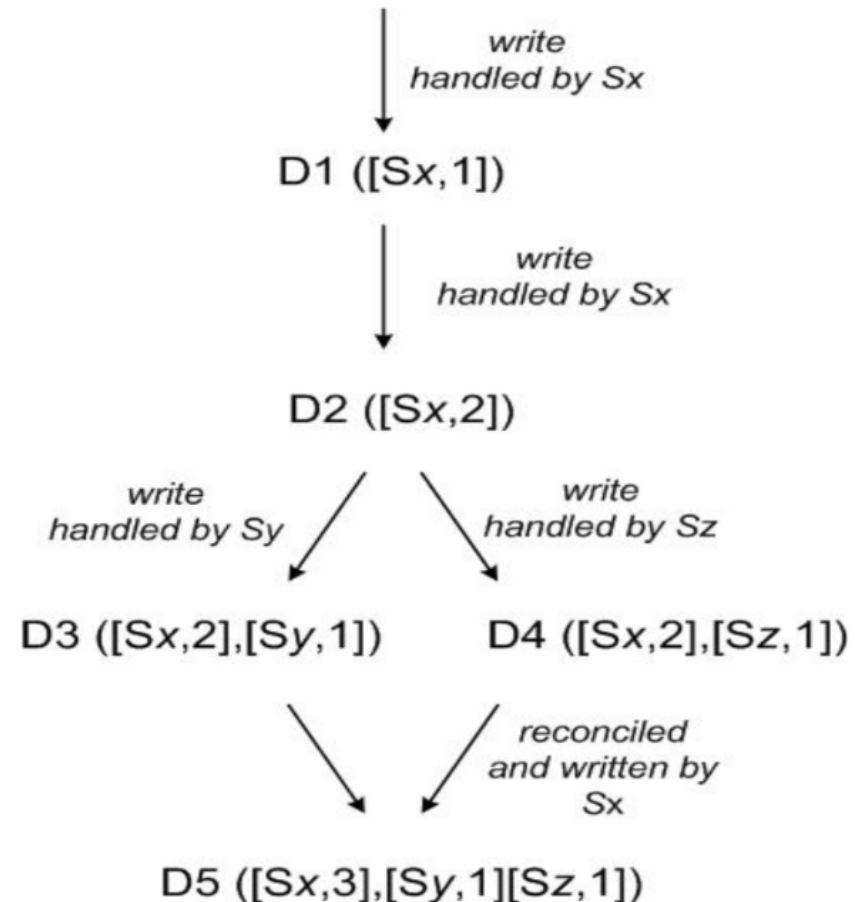 write
handled by Sx
D1 ([Sx,1])
write
handled by Sx
D2 ([Sx,2])
write
handled by Sy
write
handled by Sz
D3 ([Sx,2],[Sy,1])
D4 ([Sx,2],[Sz,1])
reconciled
and written by
Sx
D5 ([Sx,3],[Sy,1][Sz,1])